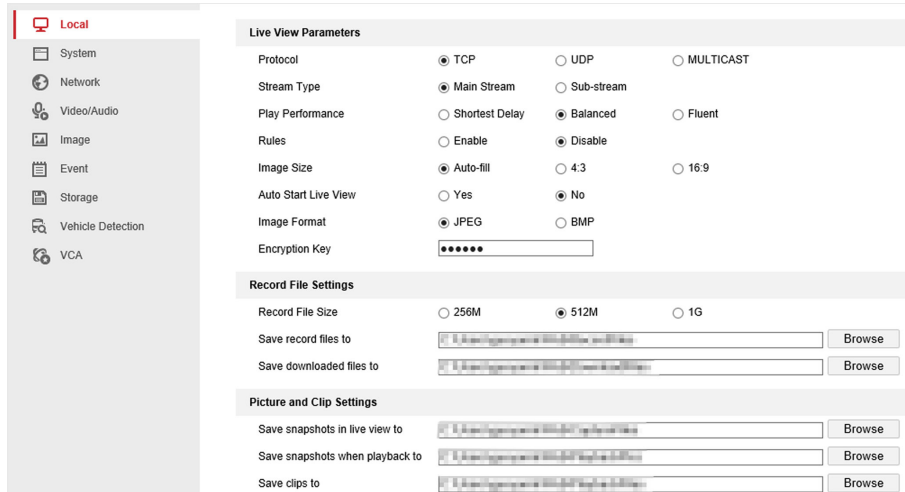 Local
System
Network
Video/Audio
Image
Event
Storage
Vehicle Detection
VCA
Live View Parameters
Protocol TCP UDP MULTICAST
Stream Type Main Stream Sub-stream
Play Performance Shortest Delay Balanced Fluent
Rules Enable Disable
Image Size Auto-fill 4:3 16:9
Auto Start Live View Yes No
Image Format JPEG BMP
Encryption Key ••••••
Record File Settings
Record File Size 256M 512M 1G
Save record files to Browse
Save downloaded files to Browse
Picture and Clip Settings
Save snapshots in live view to Browse
Save snapshots when playback to Browse
Save clips to Browse